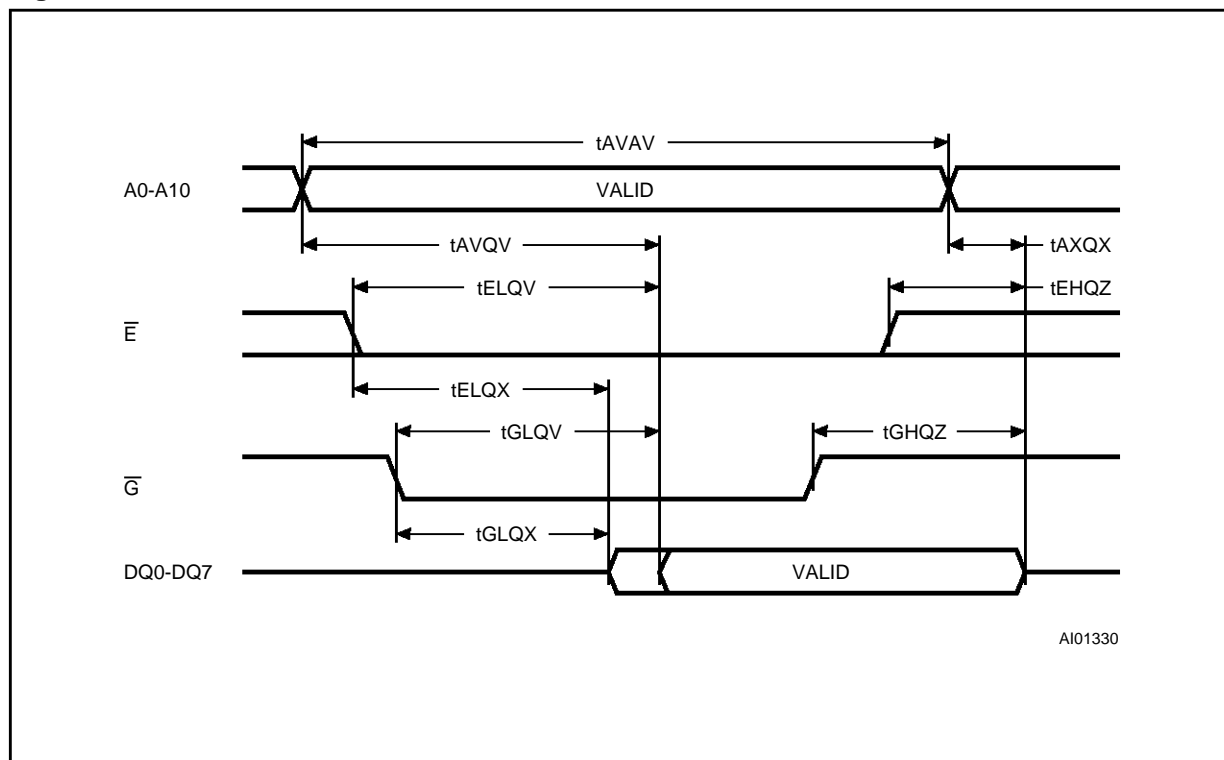 tAVAV
A0-A10 VALID
tAVQV tAXQX
tELQV tEHQZ
E̅
tELQX
tGLQV tGHQZ
G̅
tGLQX
DQ0-DQ7 VALID
AI01330